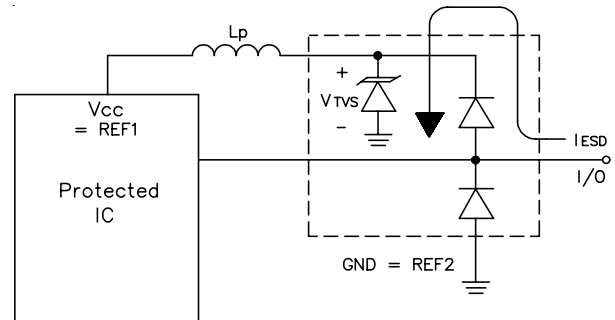 Lp
+
VTVS
-
Vcc
= REF1
IESD
I/O
Protected
IC
GND = REF2